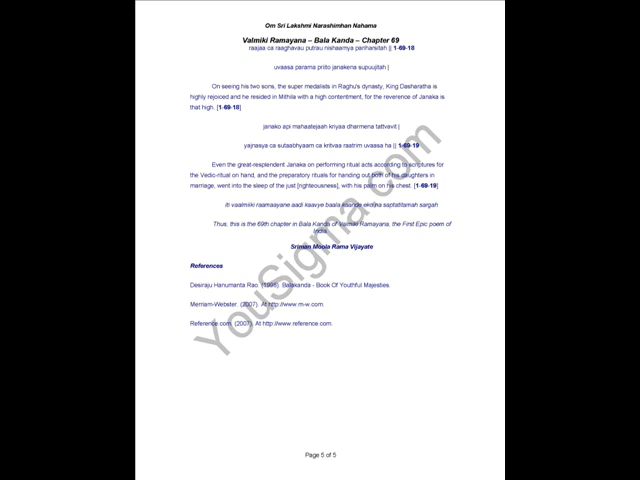 Om Sri Lakshmi Narashimhan Nahama
Valmiki Ramayana – Bala Kanda – Chapter 69
raajaa ca raaghavau putrau nishaamya pariharsitah || 1-69-18
uvaasa parama priito janakena supuujitah |
On seeing his two sons, the super medalists in Raghu's dynasty, King Dasharatha is
highly rejoiced and he resided in Mithila with a high contentment, for the reverence of Janaka is
that high. [1-69-18]
janako api mahaatejaah kriyaa dharmena tattvavit |
yajnasya ca sutaabhyaam ca kritvaa raatrim uvaasa ha || 1-69-19
Even the great-resplendent Janaka on performing ritual acts according to scriptures for
the Vedic-ritual on hand, and the preparatory rituals for handing out both of his daughters in
marriage, went into the sleep of the just [righteousness], with his palm on his chest. [1-69-19]
iti vaalmiiki raamaayane aadi kaavye baala kaande ekona saptatitamah sargah
Thus, this is the 69th chapter in Bala Kanda of Valmiki Ramayana, the First Epic poem of
India.
Sriman Moola Rama Vijayate
References
Desiraju Hanumanta Rao. (1998). Balakanda - Book Of Youthful Majesties.
Merriam-Webster. (2007). At http://www.m-w.com.
Reference.com. (2007). At http://www.reference.com.
YouSigma.com
Page 5 of 5